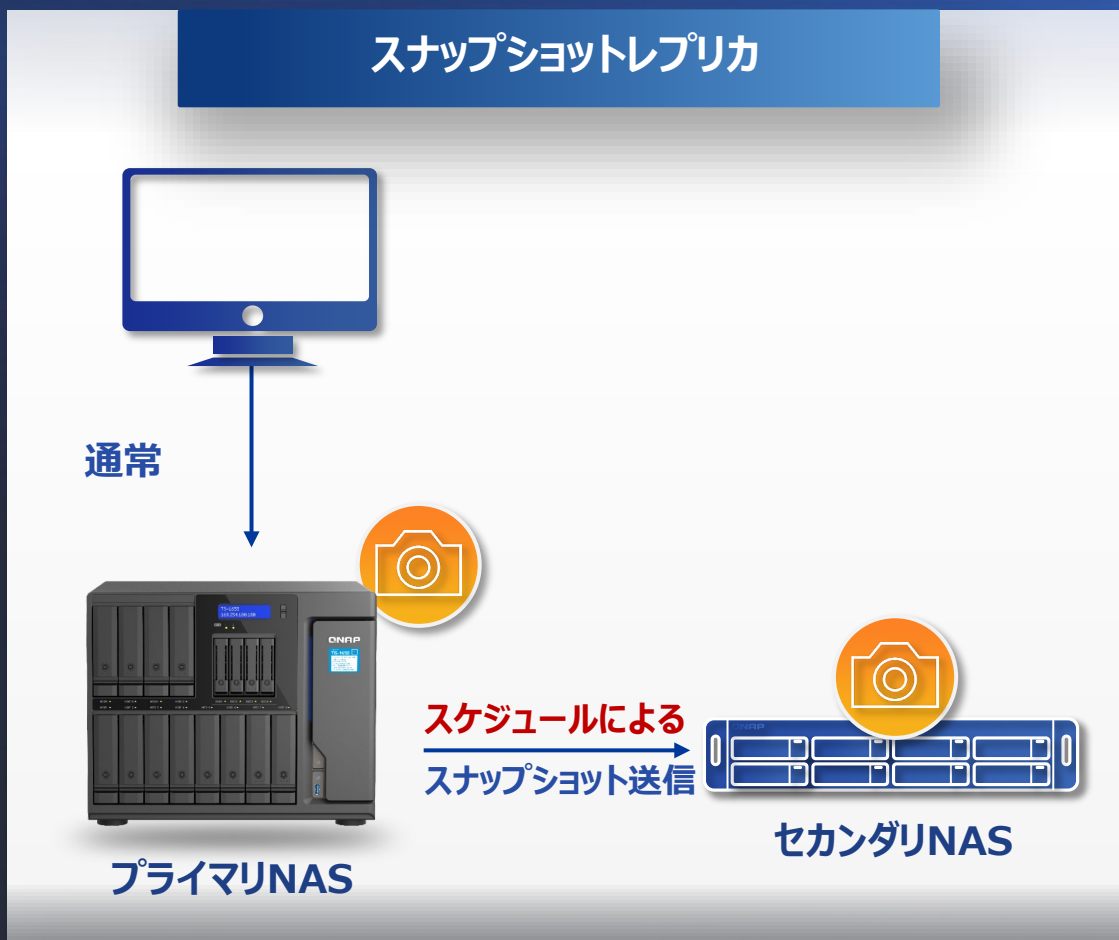 スナップショットレプリカ
通常
QNAP
スケジュールによる
スナップショット送信
QNAP
プライマリNAS
セカンダリNAS